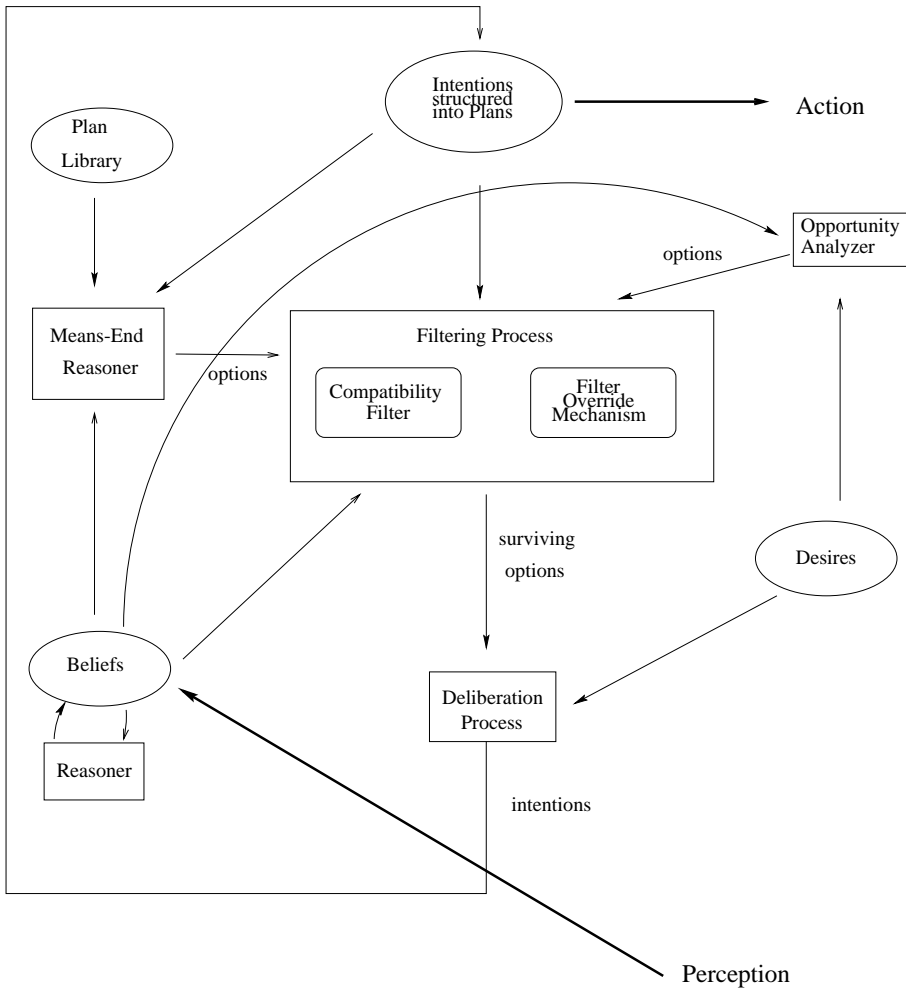 Intentions
structured
into Plans
Action
Plan
Library
Opportunity
Analyzer
options
Means-End
Reasoner
options
Filtering Process
Compatibility
Filter
Filter
Override
Mechanism
surviving
options
Desires
Beliefs
Deliberation
Process
Reasoner
intentions
Perception